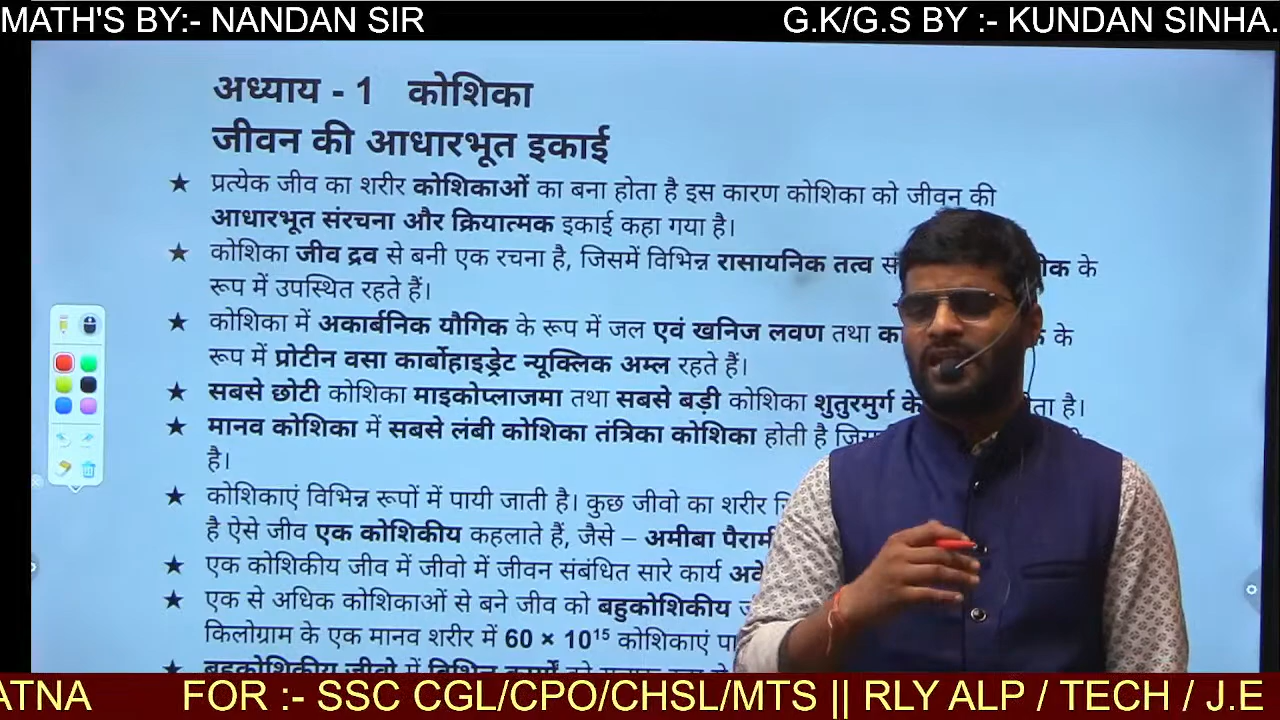 MATH'S BY:- NANDAN SIR G.K/G.S BY :- KUNDAN SINHA.
अध्याय - 1 कोशिका
जीवन की आधारभूत इकाई
★ प्रत्येक जीव का शरीर कोशिकाओं का बना होता है इस कारण कोशिका को जीवन की
आधारभूत संरचना और क्रियात्मक इकाई कहा गया है।
★ कोशिका जीव द्रव से बनी एक रचना है, जिसमें विभिन्न रासायनिक तत्व के
रूप में उपस्थित रहते हैं।
★ कोशिका में अकार्बनिक यौगिक के रूप में जल एवं खनिज लवण तथा के
रूप में प्रोटीन वसा कार्बोहाइड्रेट न्यूक्लिक अम्ल रहते हैं।
★ सबसे छोटी कोशिका माइकोप्लाजमा तथा सबसे बड़ी कोशिका शुतुरमुर्ग के है।
★ मानव कोशिका में सबसे लंबी कोशिका तंत्रिका कोशिका होती है
है।
★ कोशिकाएं विभिन्न रूपों में पायी जाती है। कुछ जीवो का शरीर
है ऐसे जीव एक कोशिकीय कहलाते हैं, जैसे – अमीबा
★ एक कोशिकीय जीव में जीवो में जीवन संबंधित सारे कार्य
★ एक से अधिक कोशिकाओं से बने जीव को बहुकोशिकीय
किलोग्राम के एक मानव शरीर में 60 × 10¹⁵ कोशिकाएं
★ बहुकोशिकीय जीवो में विभिन्न कार्यों को
ATNA FOR :- SSC CGL/CPO/CHSL/MTS || RLY ALP / TECH / J.E